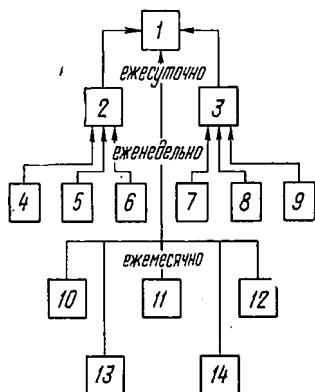 1
ежесуточно
2 3
еженедельно
4 5 6 7 8 9
ежемесячно
10 11 12
13 14